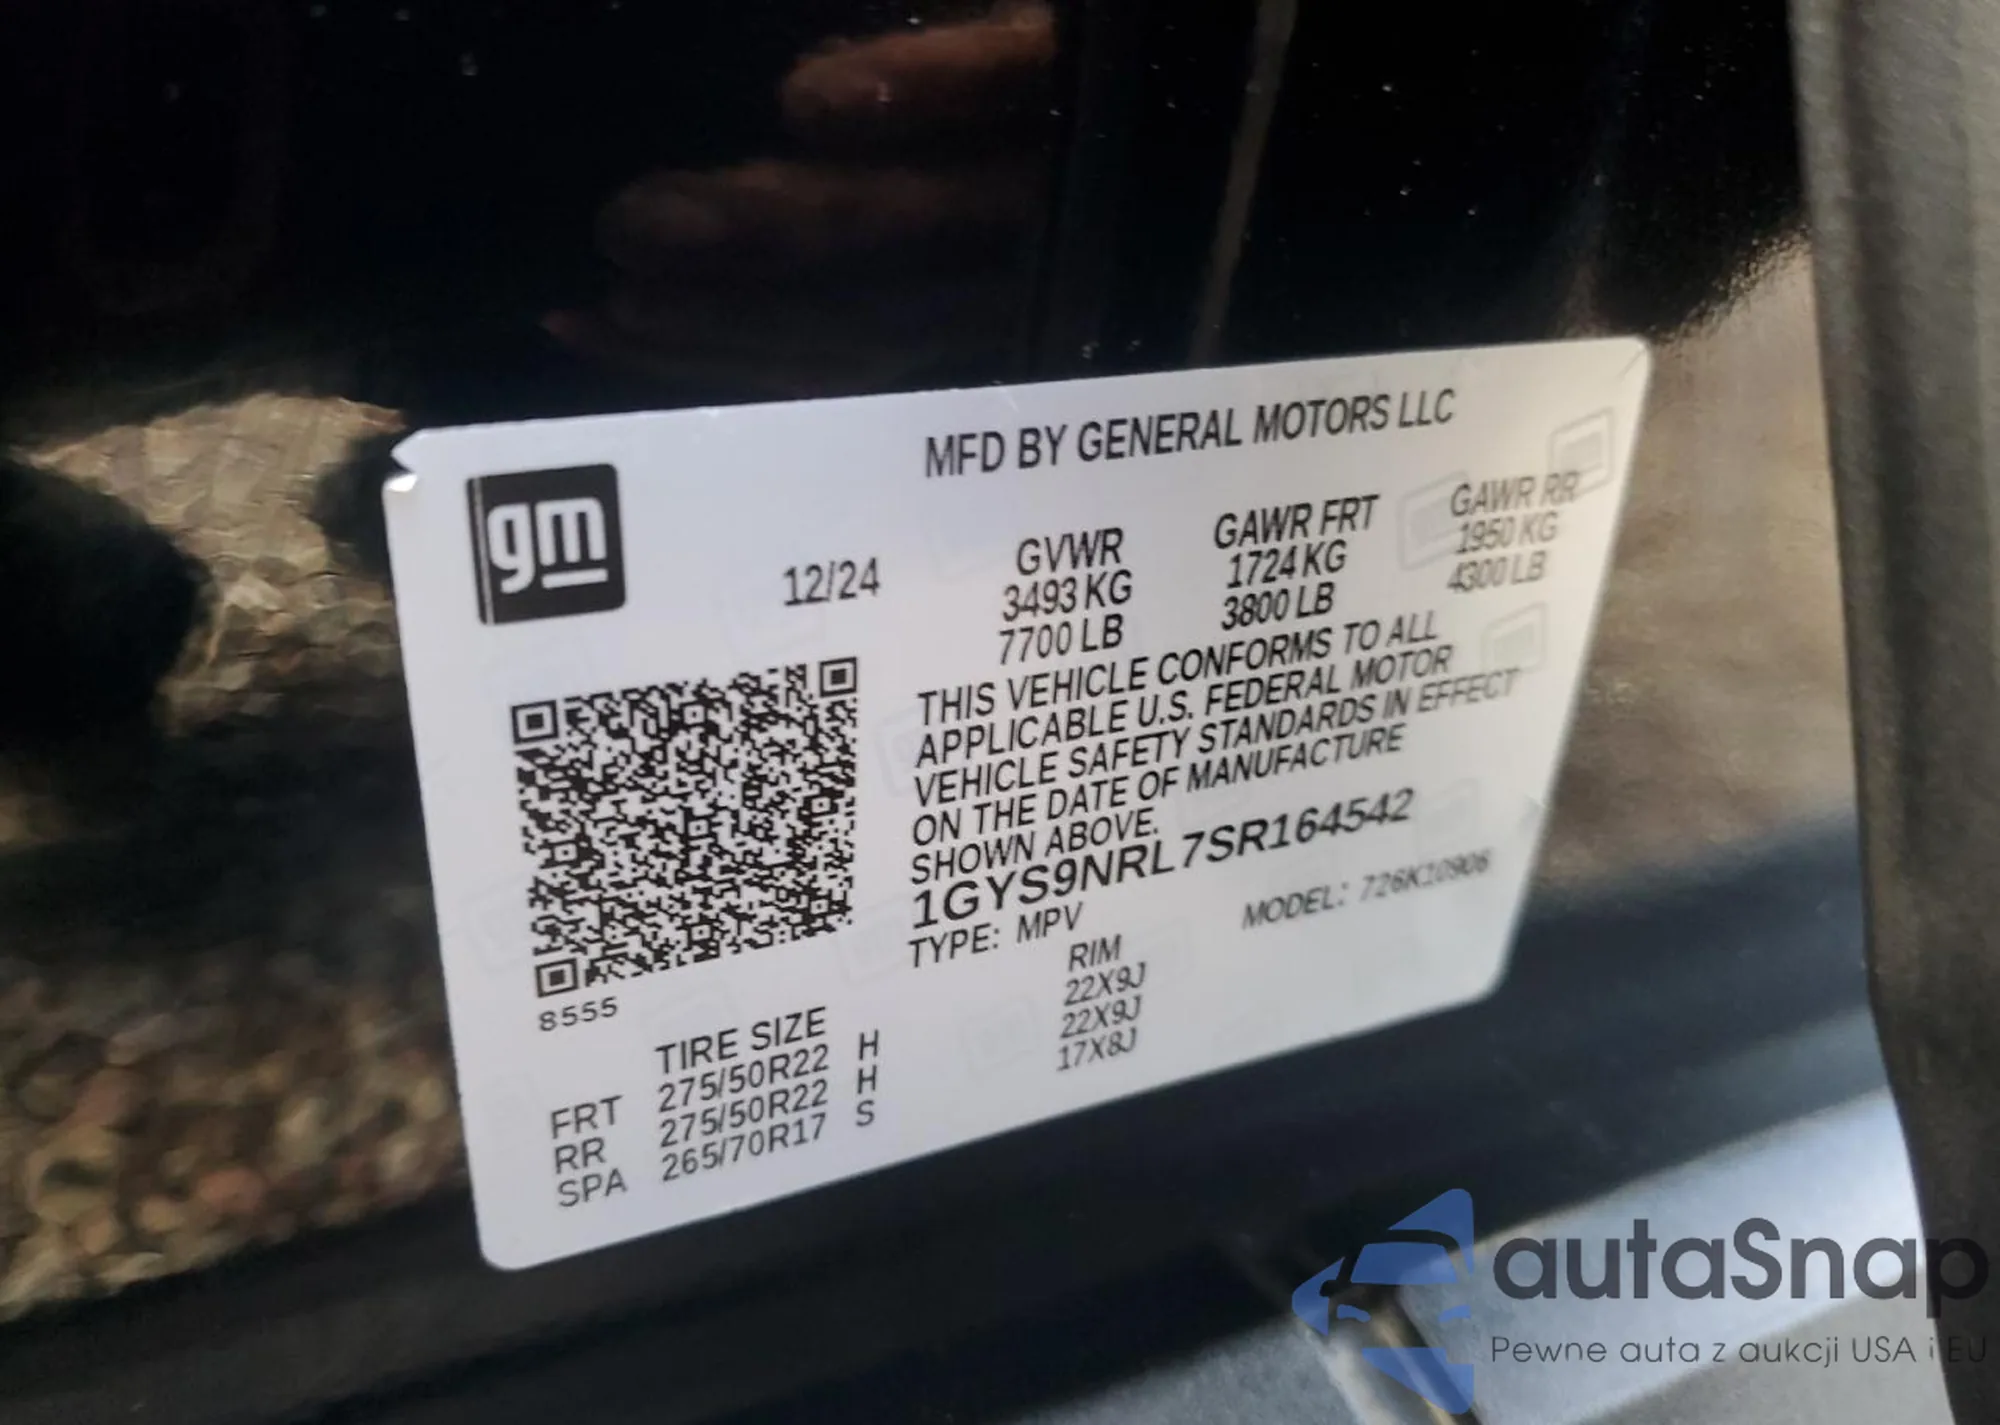 MFD BY GENERAL MOTORS LLC
gm
12/24
GVWR GAWR FRT GAWR RR
3493 KG 1724 KG 1950 KG
7700 LB 3800 LB 4300 LB
THIS VEHICLE CONFORMS TO ALL
APPLICABLE U.S. FEDERAL MOTOR
VEHICLE SAFETY STANDARDS IN EFFECT
ON THE DATE OF MANUFACTURE
SHOWN ABOVE.
1GYS9NRL7SR164542
TYPE: MPV MODEL: 726K10906
8555
TIRE SIZE RIM
FRT 275/50R22 H 22X9J
RR 275/50R22 H 22X9J
SPA 265/70R17 S 17X8J
autaSnap
Pewne auta z aukcji USA i EU